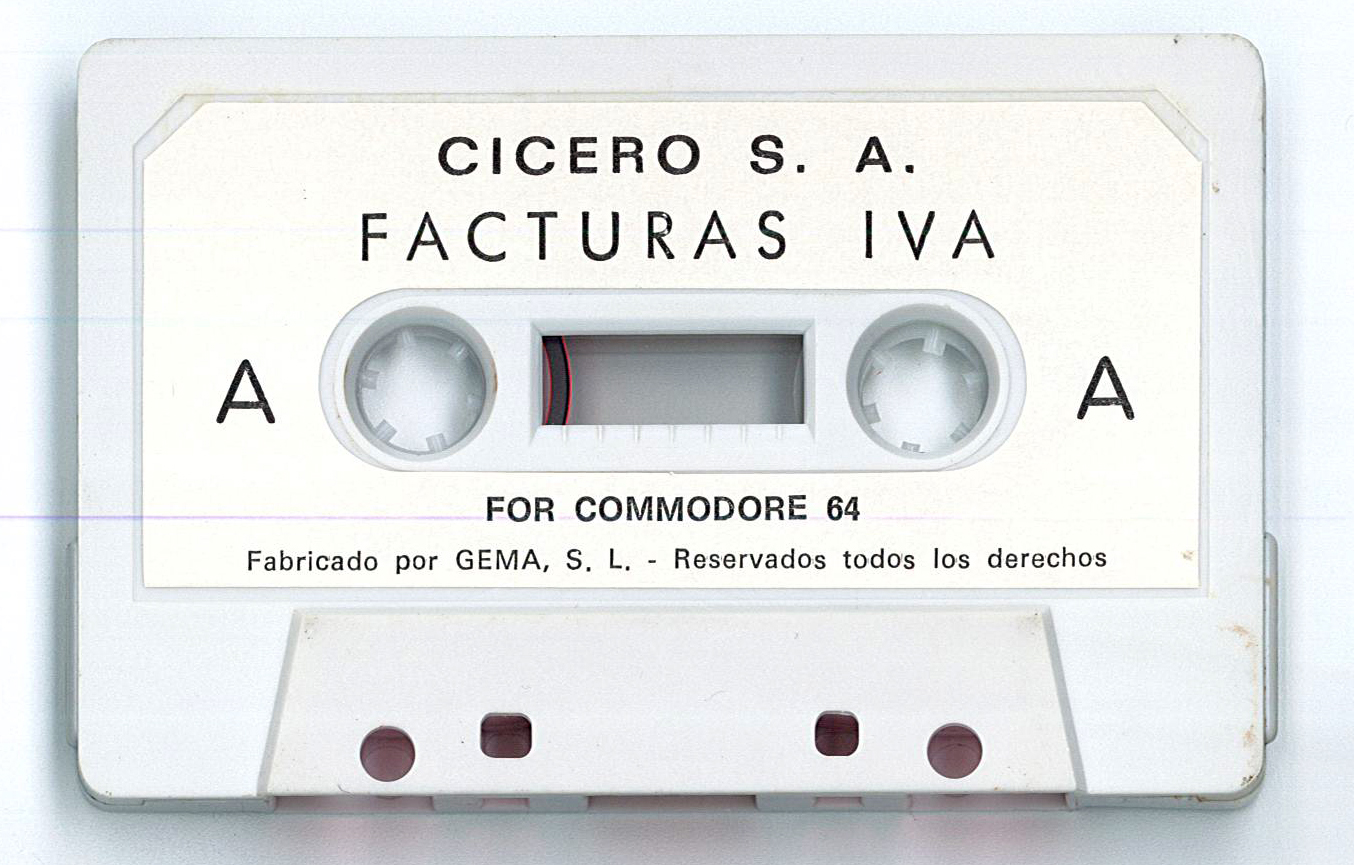 CICERO S. A.
FACTURAS IVA
A A
FOR COMMODORE 64
Fabricado por GEMA, S. L. - Reservados todos los derechos